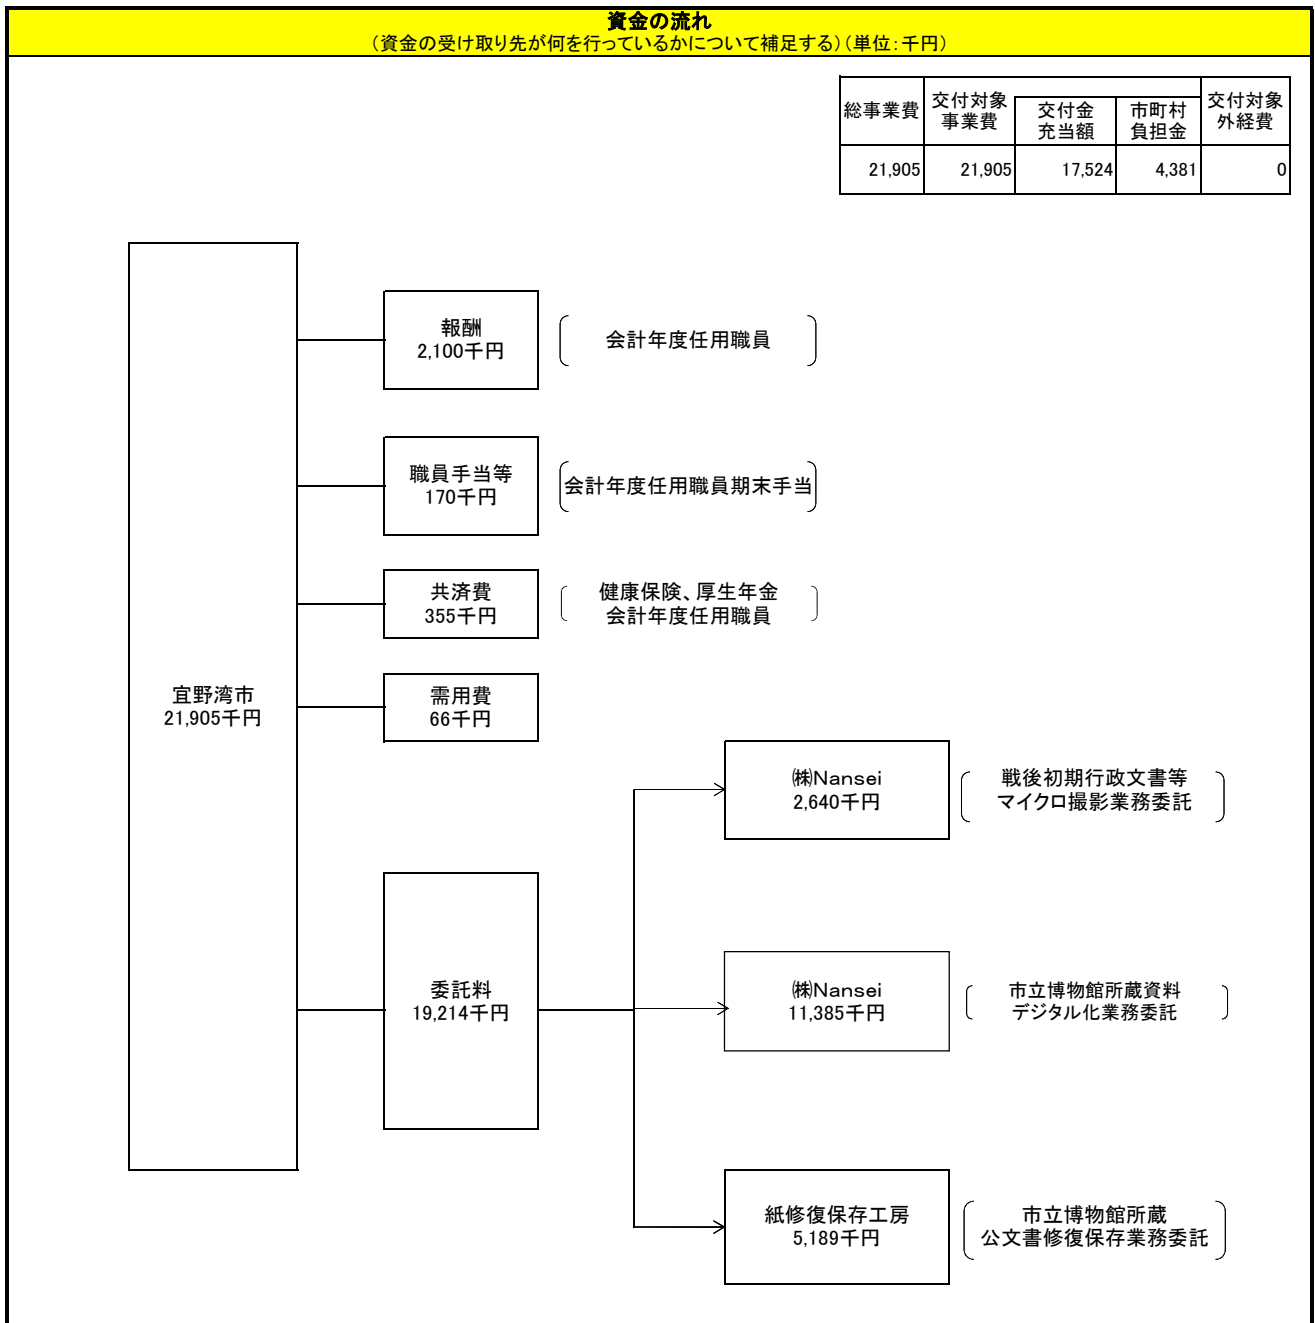 資金の流れ
（資金の受け取り先が何を行っているかについて補足する）（単位：千円）
総事業費
交付対象
事業費
交付金
充当額
市町村
負担金
交付対象
外経費
21,905
21,905
17,524
4,381
0
宜野湾市
21,905千円
報酬
2,100千円
会計年度任用職員
職員手当等
170千円
会計年度任用職員期末手当
共済費
355千円
健康保険、厚生年金
会計年度任用職員
需用費
66千円
委託料
19,214千円
㈱Nansei
2,640千円
戦後初期行政文書等
マイクロ撮影業務委託
㈱Nansei
11,385千円
市立博物館所蔵資料
デジタル化業務委託
紙修復保存工房
5,189千円
市立博物館所蔵
公文書修復保存業務委託